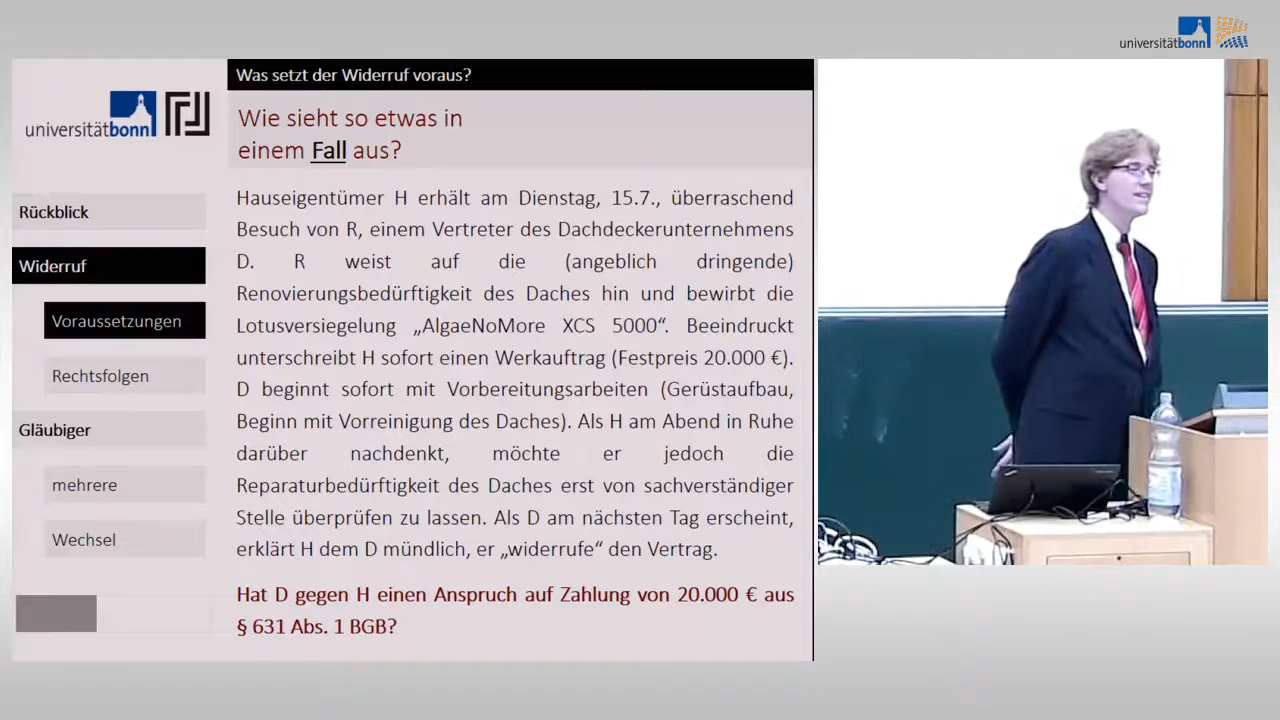 universitätbonn
universitätbonn
Was setzt der Widerruf voraus?
Wie sieht so etwas in
einem Fall aus?
Rückblick
Widerruf
Voraussetzungen
Rechtsfolgen
Gläubiger
mehrere
Wechsel
Hauseigentümer H erhält am Dienstag, 15.7., überraschend
Besuch von R, einem Vertreter des Dachdeckerunternehmens
D. R weist auf die (angeblich dringende)
Renovierungsbedürftigkeit des Daches hin und bewirbt die
Lotusversiegelung „AlgaeNoMore XCS 5000“. Beeindruckt
unterschreibt H sofort einen Werkauftrag (Festpreis 20.000 €).
D beginnt sofort mit Vorbereitungsarbeiten (Gerüstaufbau,
Beginn mit Vorreinigung des Daches). Als H am Abend in Ruhe
darüber nachdenkt, möchte er jedoch die
Reparaturbedürftigkeit des Daches erst von sachverständiger
Stelle überprüfen zu lassen. Als D am nächsten Tag erscheint,
erklärt H dem D mündlich, er „widerrufe“ den Vertrag.
Hat D gegen H einen Anspruch auf Zahlung von 20.000 € aus
§ 631 Abs. 1 BGB?